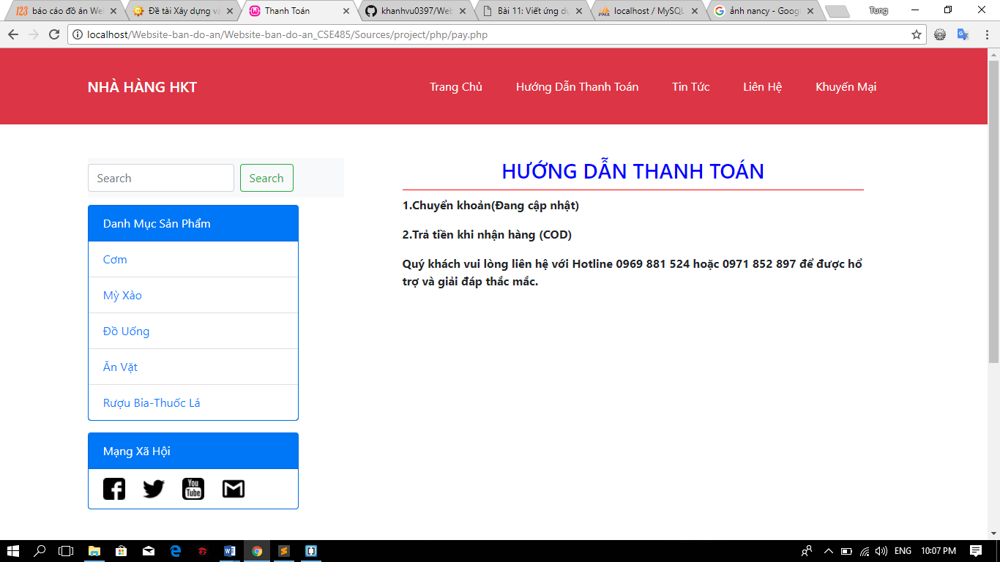 báo cáo đồ án Web
Đề tài Xây dựng và
Thanh Toán
khanhvu0397/Web
Bài 11: Viết ứng dụ
localhost / MySQL
ảnh nancy - Googl
Tung
localhost/Website-ban-do-an/Website-ban-do-an_CSE485/Sources/project/php/pay.php
NHÀ HÀNG HKT
Trang Chủ
Hướng Dẫn Thanh Toán
Tin Tức
Liên Hệ
Khuyến Mại
Search
Search
Danh Mục Sản Phẩm
Cơm
Mỳ Xào
Đồ Uống
Ăn Vặt
Rượu Bia-Thuốc Lá
Mạng Xã Hội
You
Tube
HƯỚNG DẪN THANH TOÁN
1.Chuyển khoản(Đang cập nhật)
2.Trả tiền khi nhận hàng (COD)
Quý khách vui lòng liên hệ với Hotline 0969 881 524 hoặc 0971 852 897 để được hổ
trợ và giải đáp thắc mắc.
ENG
10:07 PM